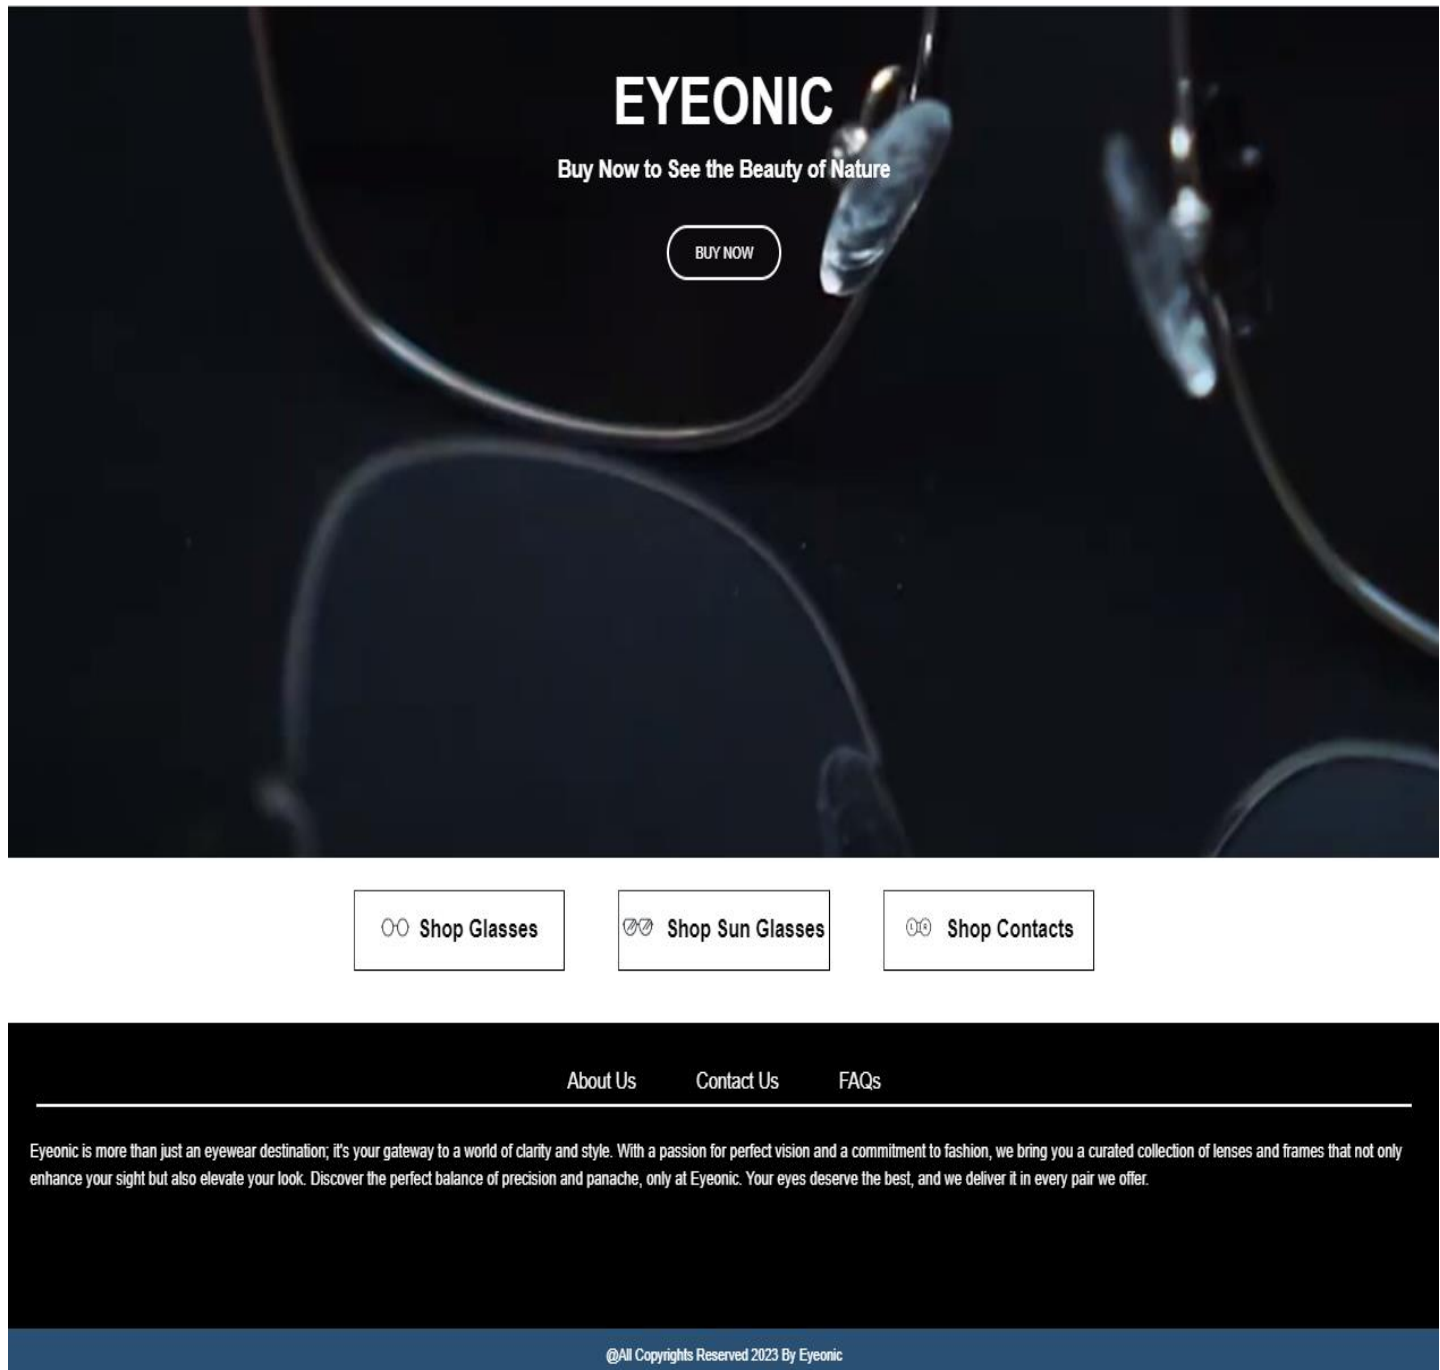 EYEONIC
Buy Now to See the Beauty of Nature
BUY NOW
Shop Glasses
Shop Sun Glasses
Shop Contacts
About Us
Contact Us
FAQs
Eyeonic is more than just an eyewear destination; it's your gateway to a world of clarity and style. With a passion for perfect vision and a commitment to fashion, we bring you a curated collection of lenses and frames that not only
enhance your sight but also elevate your look. Discover the perfect balance of precision and panache, only at Eyeonic. Your eyes deserve the best, and we deliver it in every pair we offer.
@All Copyrights Reserved 2023 By Eyeonic